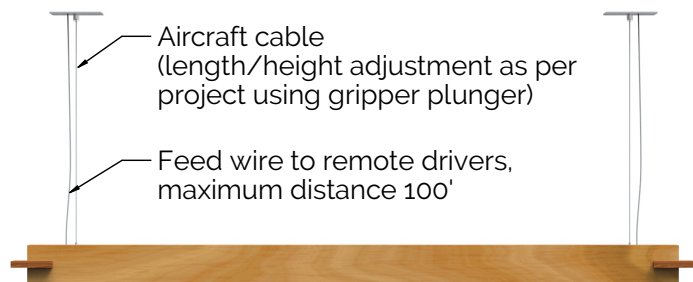 Aircraft cable
(length/height adjustment as per
project using gripper plunger)
Feed wire to remote drivers,
maximum distance 100'